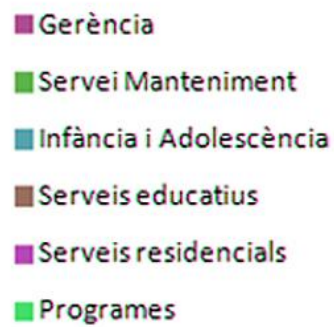 Gerència
Servei Manteniment
Infància i Adolescència
Serveis educatius
Serveis residencials
Programes